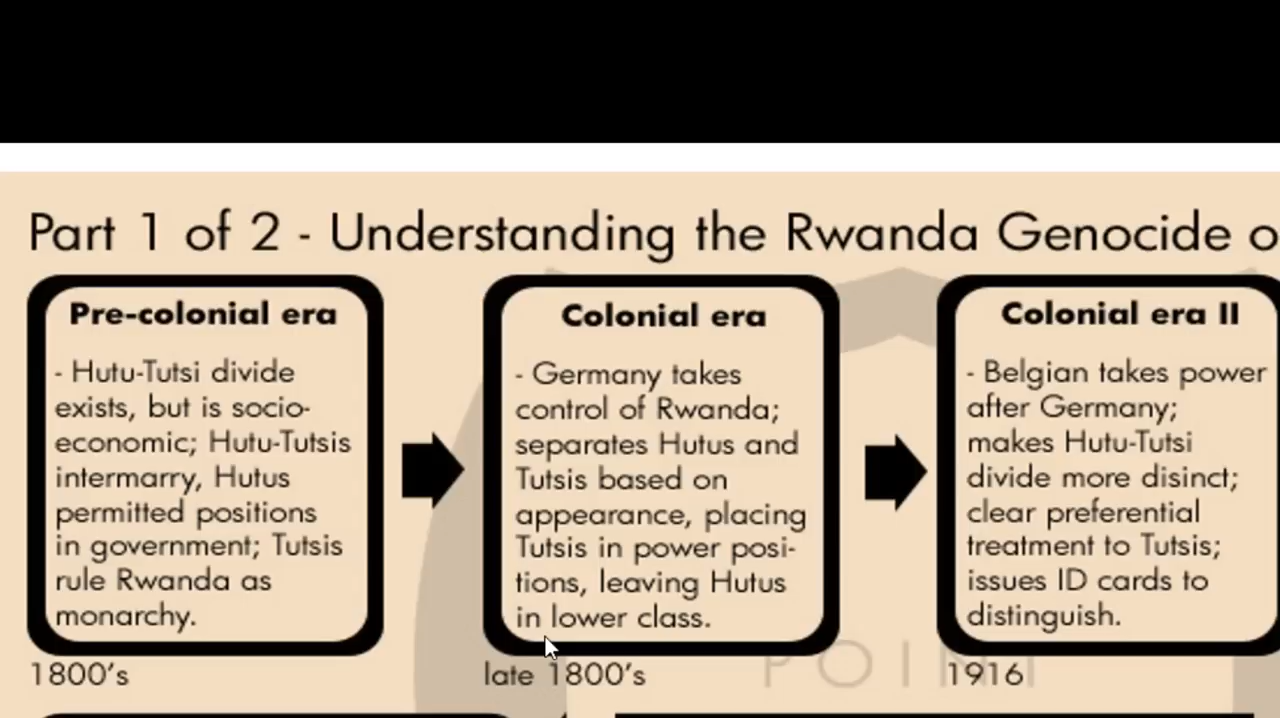 Part 1 of 2 - Understanding the Rwanda Genocide o
Pre-colonial era
- Hutu-Tutsi divide
exists, but is socio-
economic; Hutu-Tutsis
intermarry, Hutus
permitted positions
in government; Tutsis
rule Rwanda as
monarchy.
1800's
Colonial era
- Germany takes
control of Rwanda;
separates Hutus and
Tutsis based on
appearance, placing
Tutsis in power posi-
tions, leaving Hutus
in lower class.
late 1800's
Colonial era II
- Belgian takes power
after Germany;
makes Hutu-Tutsi
divide more disinct;
clear preferential
treatment to Tutsis;
issues ID cards to
distinguish.
1916
POINT